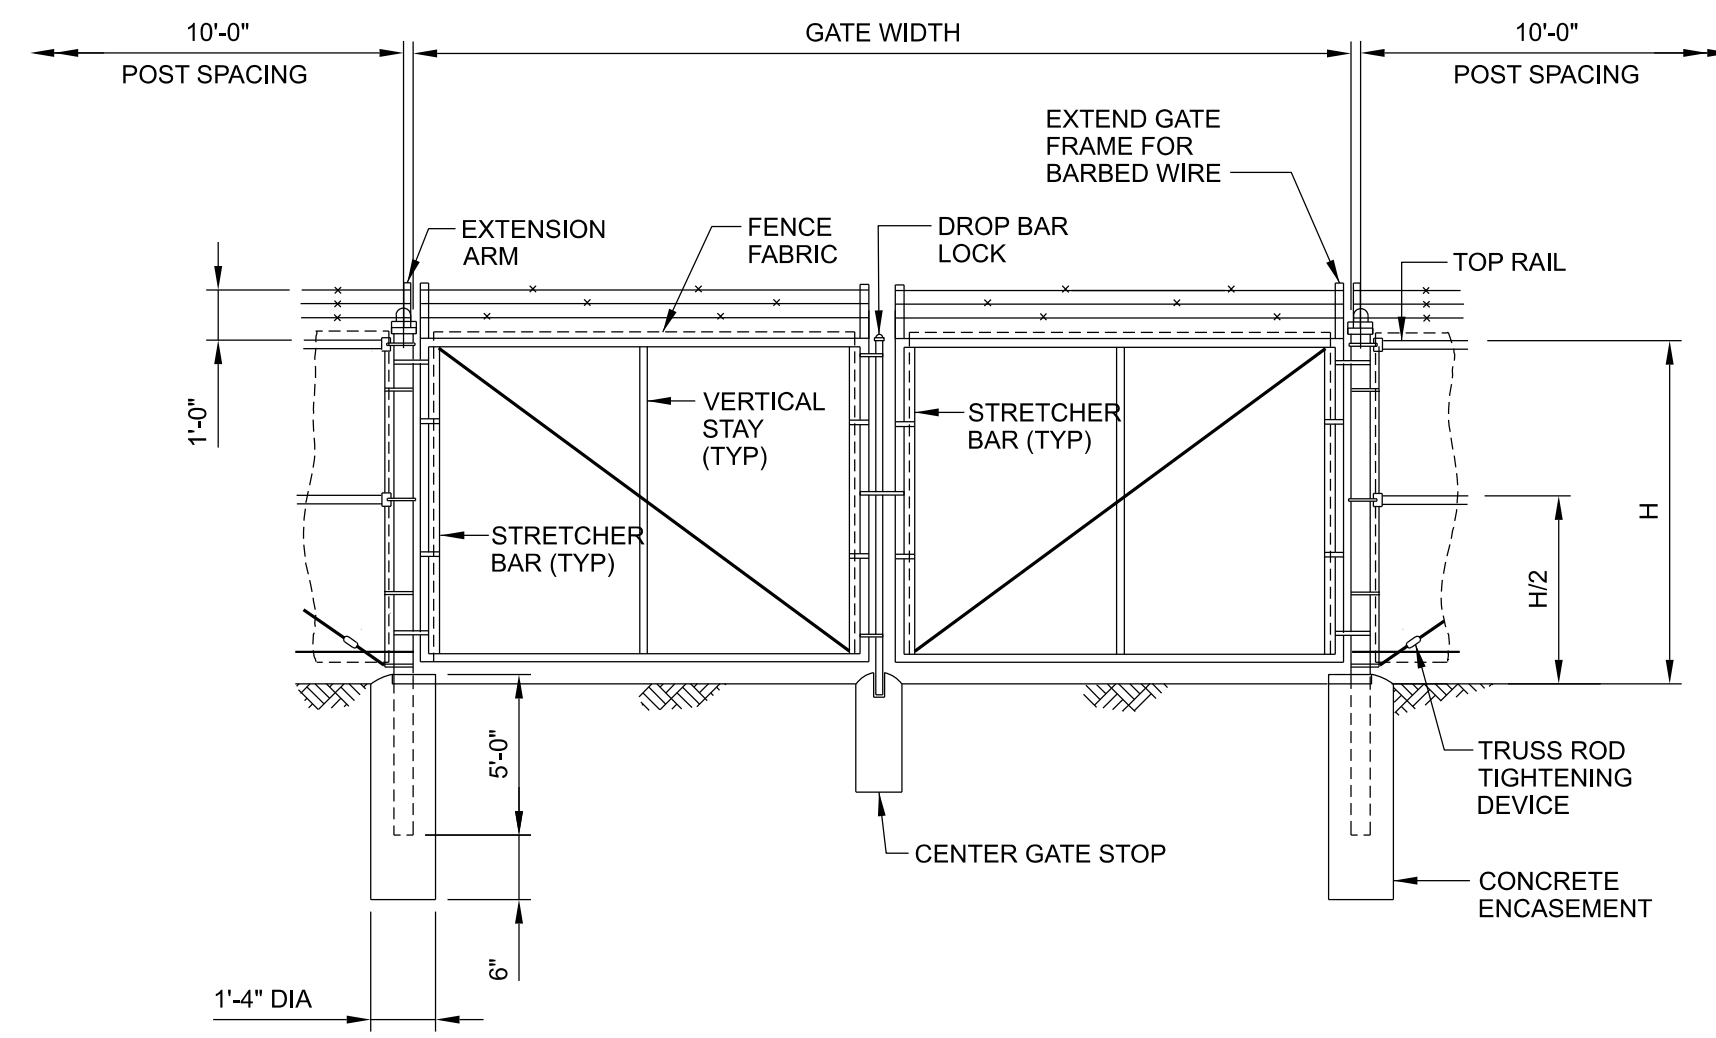 10'-0"
POST SPACING
GATE WIDTH
10'-0"
POST SPACING
EXTEND GATE
FRAME FOR
BARBED WIRE
EXTENSION
ARM
FENCE
FABRIC
DROP BAR
LOCK
TOP RAIL
1'-0"
VERTICAL
STAY
(TYP)
STRETCHER
BAR (TYP)
STRETCHER
BAR (TYP)
H
H/2
5'-0"
TRUSS ROD
TIGHTENING
DEVICE
CENTER GATE STOP
CONCRETE
ENCASEMENT
6"
1'-4" DIA